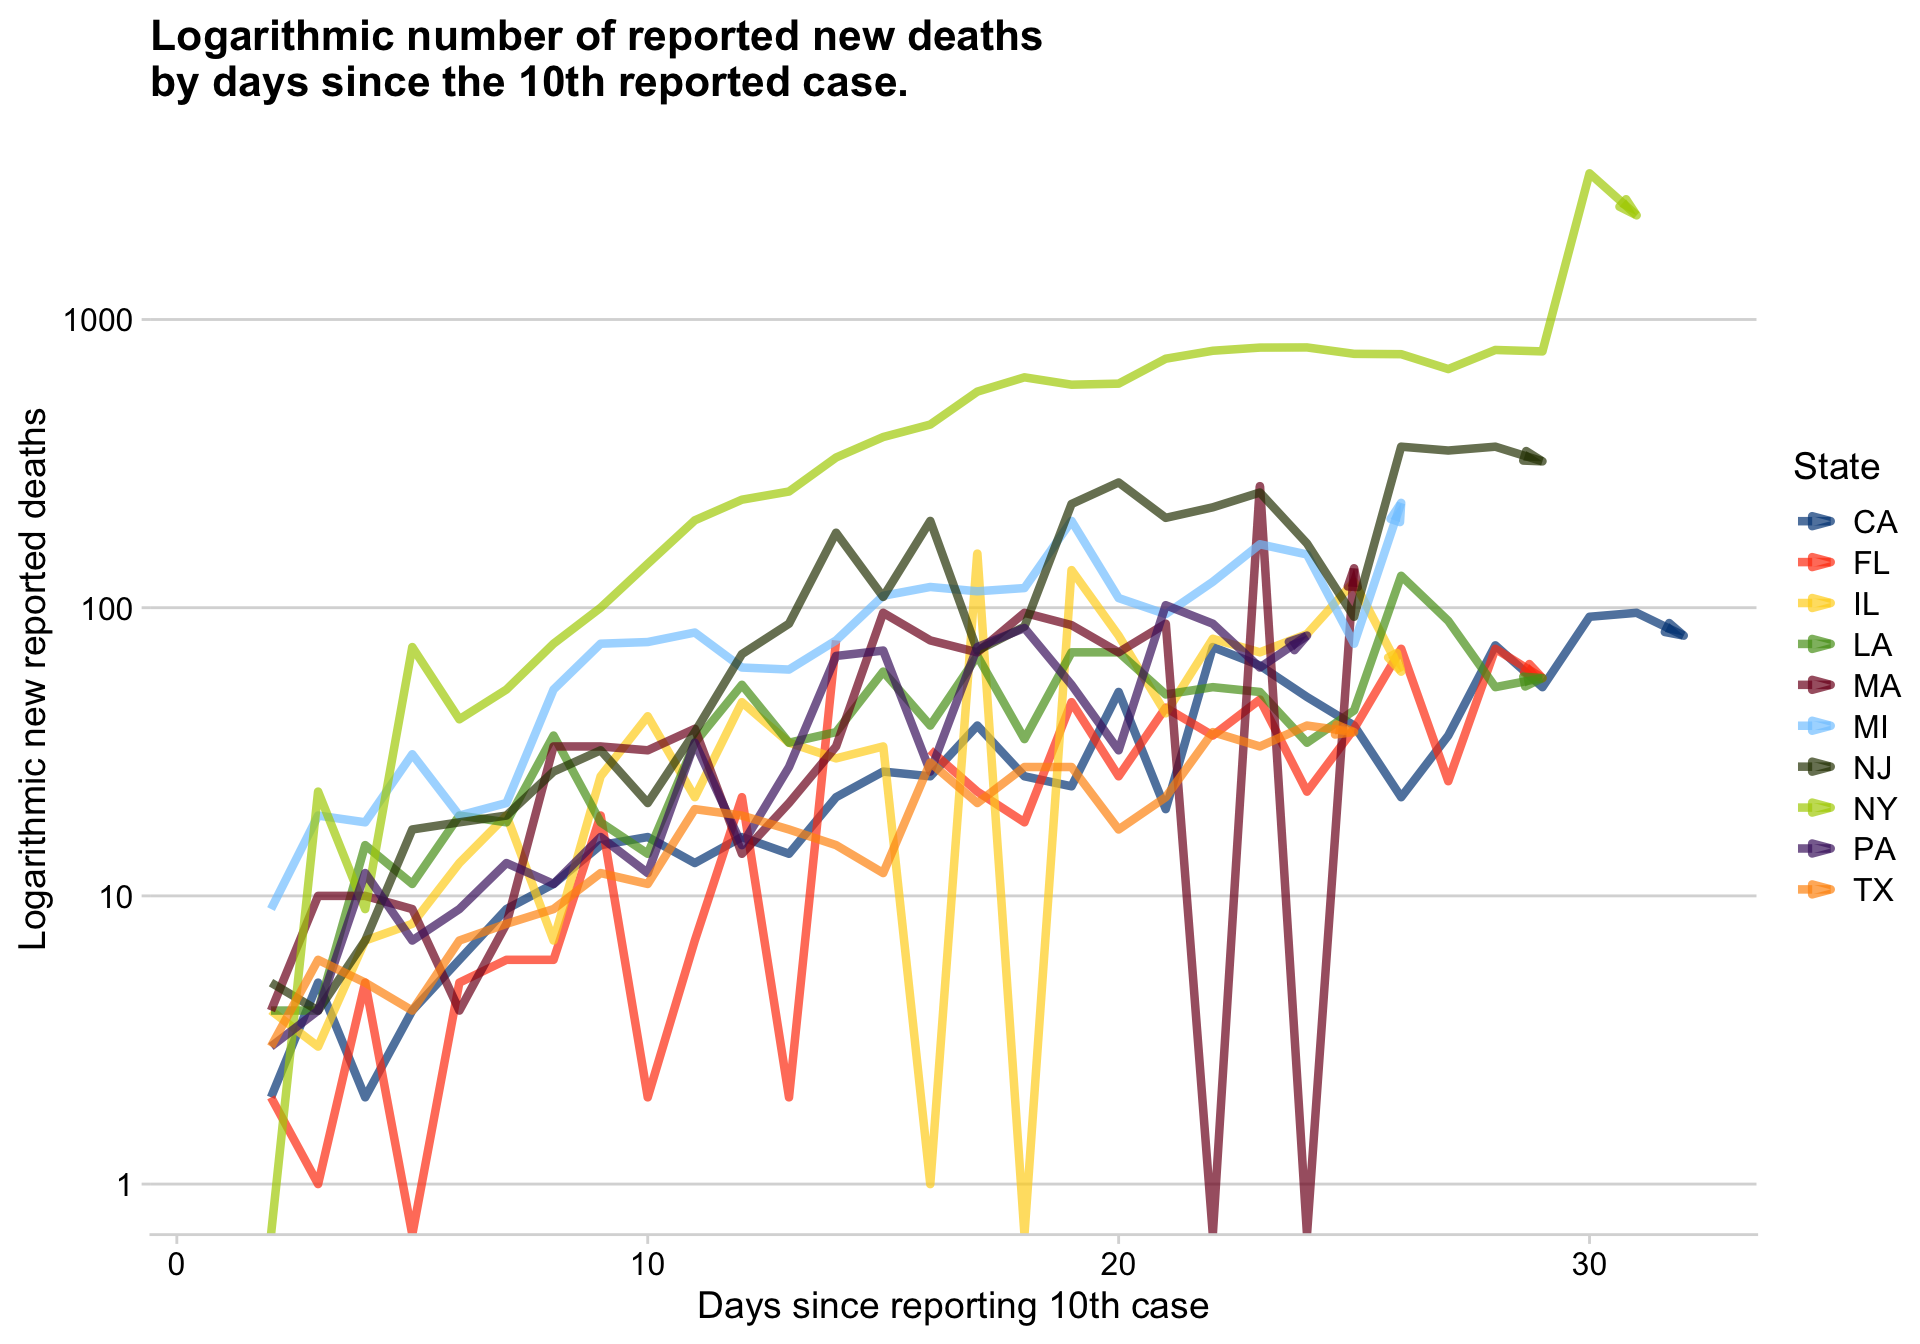 Logarithmic number of reported new deaths
by days since the 10th reported case.
Logarithmic new reported deaths
1000
100
10
1
0
10
20
30
Days since reporting 10th case
State
CA
FL
IL
LA
MA
MI
NJ
NY
PA
TX